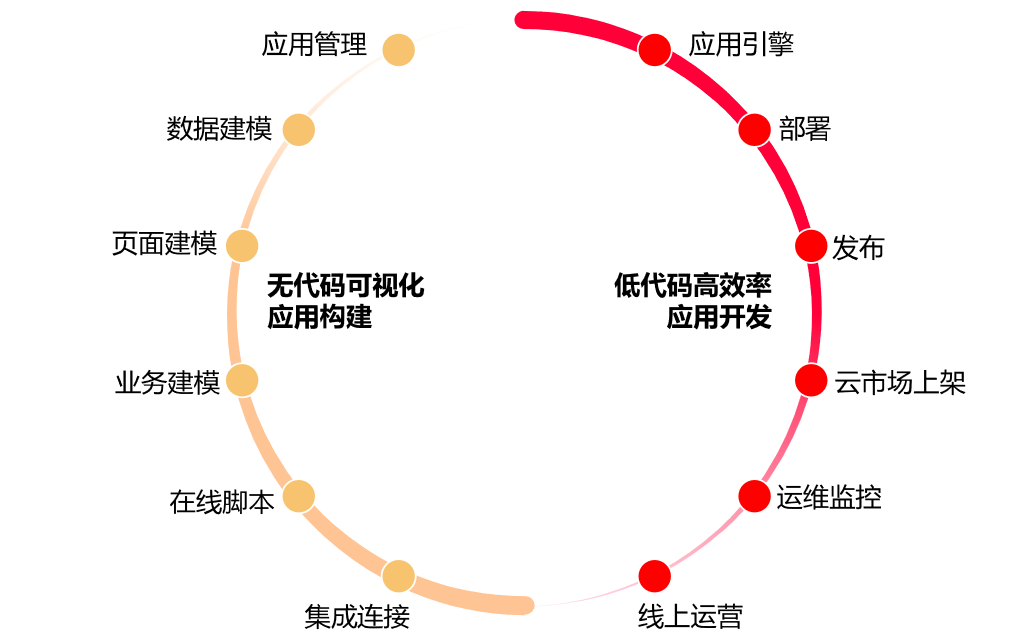 应用管理
数据建模
页面建模
无代码可视化
应用构建
业务建模
在线脚本
集成连接
应用引擎
部署
发布
低代码高效率
应用开发
云市场上架
运维监控
线上运营